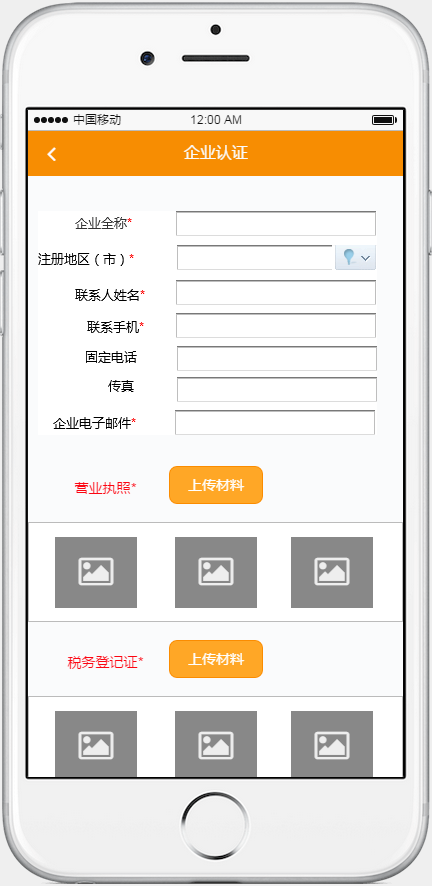 中国移动 12:00 AM
企业认证
企业全称*
注册地区（市）*
联系人姓名*
联系手机*
固定电话
传真
企业电子邮件*
营业执照* 上传材料
税务登记证* 上传材料